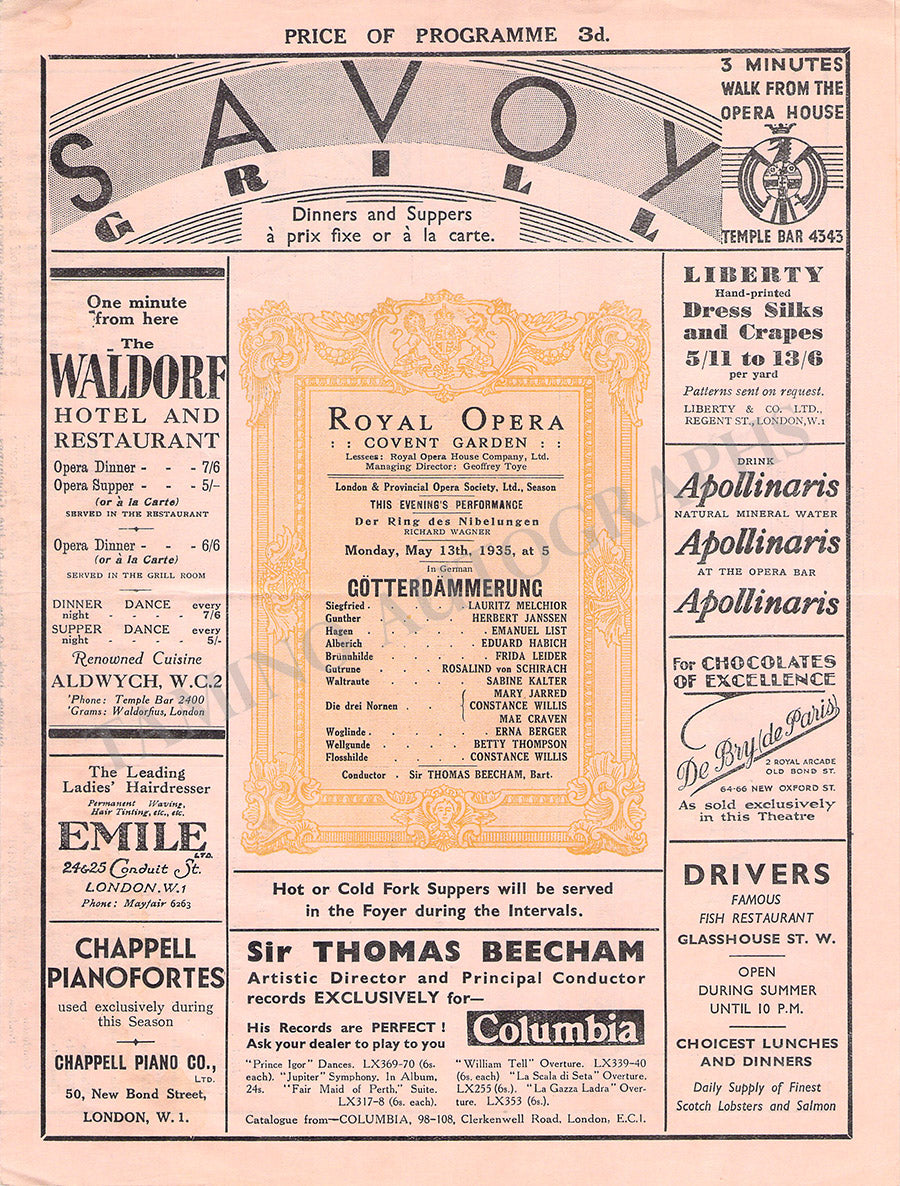 PRICE OF PROGRAMME 3d.
SAVOY
GRILL
Dinners and Suppers
à prix fixe or à la carte.
3 MINUTES
WALK FROM THE
OPERA HOUSE
TEMPLE BAR 4343
One minute
from here
The
WALDORF
HOTEL AND
RESTAURANT
Opera Dinner - - - 7/6
Opera Supper - - - 5/-
(or à la Carte)
SERVED IN THE RESTAURANT
Opera Dinner - - - 6/6
(or à la Carte)
SERVED IN THE GRILL ROOM
DINNER DANCE every
night - - - 7/6
SUPPER DANCE every
night - - - 5/-
Renowned Cuisine
ALDWYCH, W.C.2
'Phone: Temple Bar 2400
'Grams: Waldorfius, London
The Leading
Ladies' Hairdresser
Permanent Waving,
Hair Tinting, etc., etc.
EMILE LTD.
24&25 Conduit St.
LONDON. W.1
Phone: Mayfair 6263
CHAPPELL
PIANOFORTES
used exclusively during
this Season
CHAPPELL PIANO CO.,
LTD.
50, New Bond Street,
LONDON, W. 1.
ROYAL OPERA
: : COVENT GARDEN : :
Lessees: Royal Opera House Company, Ltd.
Managing Director: Geoffrey Toye
London & Provincial Opera Society, Ltd., Season
THIS EVENING'S PERFORMANCE
Der Ring des Nibelungen
RICHARD WAGNER
Monday, May 13th, 1935, at 5
In German
GÖTTERDÄMMERUNG
Siegfried . . . . . LAURITZ MELCHIOR
Gunther . . . . . HERBERT JANSSEN
Hagen . . . . . EMANUEL LIST
Alberich . . . . . EDUARD HABICH
Brünnhilde . . . . . FRIDA LEIDER
Gutrune . . . ROSALIND von SCHIRACH
Waltraute . . . . . SABINE KALTER
MARY JARRED
Die drei Nornen . . . CONSTANCE WILLIS
MAE CRAVEN
Woglinde . . . . . ERNA BERGER
Wellgunde . . . . . BETTY THOMPSON
Flosshilde . . . . . CONSTANCE WILLIS
Conductor . Sir THOMAS BEECHAM, Bart.
Hot or Cold Fork Suppers will be served
in the Foyer during the Intervals.
Sir THOMAS BEECHAM
Artistic Director and Principal Conductor
records EXCLUSIVELY for—
His Records are PERFECT !
Ask your dealer to play to you
Columbia
"Prince Igor" Dances. LX369-70 (6s.
each). "Jupiter" Symphony. In Album,
24s. "Fair Maid of Perth." Suite.
LX317-8 (6s. each).
"William Tell" Overture. LX339-40
(6s. each) "La Scala di Seta" Overture.
LX255 (6s.). "La Gazza Ladra" Over-
ture. LX353 (6s.).
Catalogue from—COLUMBIA, 98-108, Clerkenwell Road, London, E.C.I.
LIBERTY
Hand-printed
Dress Silks
and Crapes
5/11 to 13/6
per yard
Patterns sent on request.
LIBERTY & CO. LTD.,
REGENT ST., LONDON,W.1
DRINK
Apollinaris
NATURAL MINERAL WATER
Apollinaris
AT THE OPERA BAR
Apollinaris
For CHOCOLATES
OF EXCELLENCE
De Bry (de Paris)
2 ROYAL ARCADE
OLD BOND ST.
64-66 NEW OXFORD ST.
As sold exclusively
in this Theatre
DRIVERS
FAMOUS
FISH RESTAURANT
GLASSHOUSE ST. W.
OPEN
DURING SUMMER
UNTIL 10 P.M.
CHOICEST LUNCHES
AND DINNERS
Daily Supply of Finest
Scotch Lobsters and Salmon
TAMINO AUTOGRAPHS